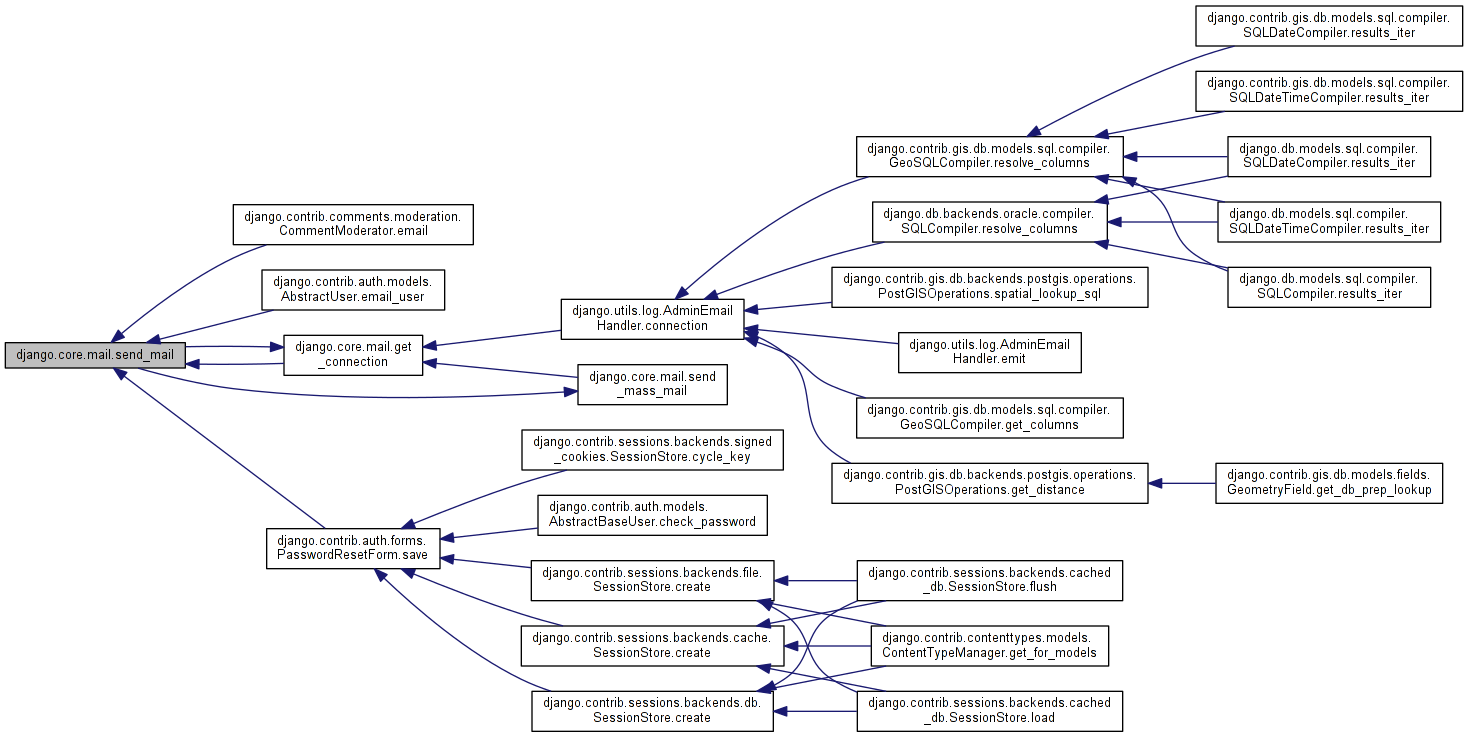 django.contrib.gis.db.models.sql.compiler.
SQLDateCompiler.results_iter
django.contrib.gis.db.models.sql.compiler.
SQLDateTimeCompiler.results_iter
django.contrib.gis.db.models.sql.compiler.
GeoSQLCompiler.resolve_columns
django.db.models.sql.compiler.
SQLDateCompiler.results_iter
django.contrib.comments.moderation.
CommentModerator.email
django.db.backends.oracle.compiler.
SQLCompiler.resolve_columns
django.db.models.sql.compiler.
SQLDateTimeCompiler.results_iter
django.contrib.auth.models.
AbstractUser.email_user
django.contrib.gis.db.backends.postgis.operations.
PostGISOperations.spatial_lookup_sql
django.db.models.sql.compiler.
SQLCompiler.results_iter
django.utils.log.AdminEmail
Handler.connection
django.core.mail.send_mail
django.core.mail.get
_connection
django.utils.log.AdminEmail
Handler.emit
django.core.mail.send
_mass_mail
django.contrib.gis.db.models.sql.compiler.
GeoSQLCompiler.get_columns
django.contrib.sessions.backends.signed
_cookies.SessionStore.cycle_key
django.contrib.gis.db.backends.postgis.operations.
PostGISOperations.get_distance
django.contrib.gis.db.models.fields.
GeometryField.get_db_prep_lookup
django.contrib.auth.models.
AbstractBaseUser.check_password
django.contrib.auth.forms.
PasswordResetForm.save
django.contrib.sessions.backends.file.
SessionStore.create
django.contrib.sessions.backends.cached
_db.SessionStore.flush
django.contrib.sessions.backends.cache.
SessionStore.create
django.contrib.contenttypes.models.
ContentTypeManager.get_for_models
django.contrib.sessions.backends.db.
SessionStore.create
django.contrib.sessions.backends.cached
_db.SessionStore.load